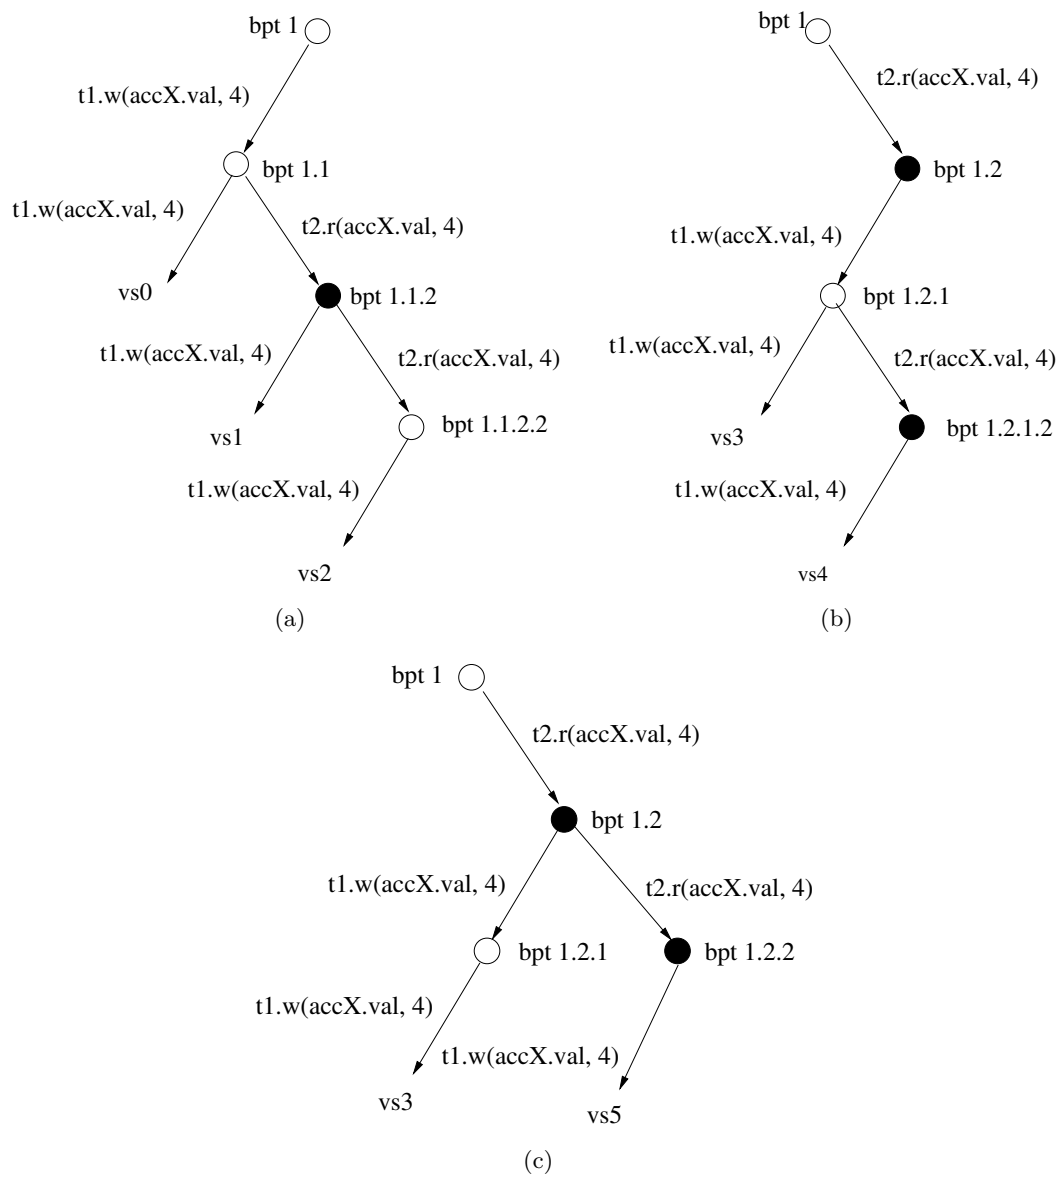 bpt 1
t1.w(accX.val, 4)
bpt 1.1
t1.w(accX.val, 4)
t2.r(accX.val, 4)
vs0
bpt 1.1.2
t1.w(accX.val, 4)
t2.r(accX.val, 4)
vs1
bpt 1.1.2.2
t1.w(accX.val, 4)
vs2
(a)
bpt 1
t2.r(accX.val, 4)
bpt 1.2
t1.w(accX.val, 4)
bpt 1.2.1
t1.w(accX.val, 4)
t2.r(accX.val, 4)
vs3
bpt 1.2.1.2
t1.w(accX.val, 4)
vs4
(b)
bpt 1
t2.r(accX.val, 4)
bpt 1.2
t1.w(accX.val, 4)
t2.r(accX.val, 4)
bpt 1.2.1
bpt 1.2.2
t1.w(accX.val, 4)
t1.w(accX.val, 4)
vs3
vs5
(c)